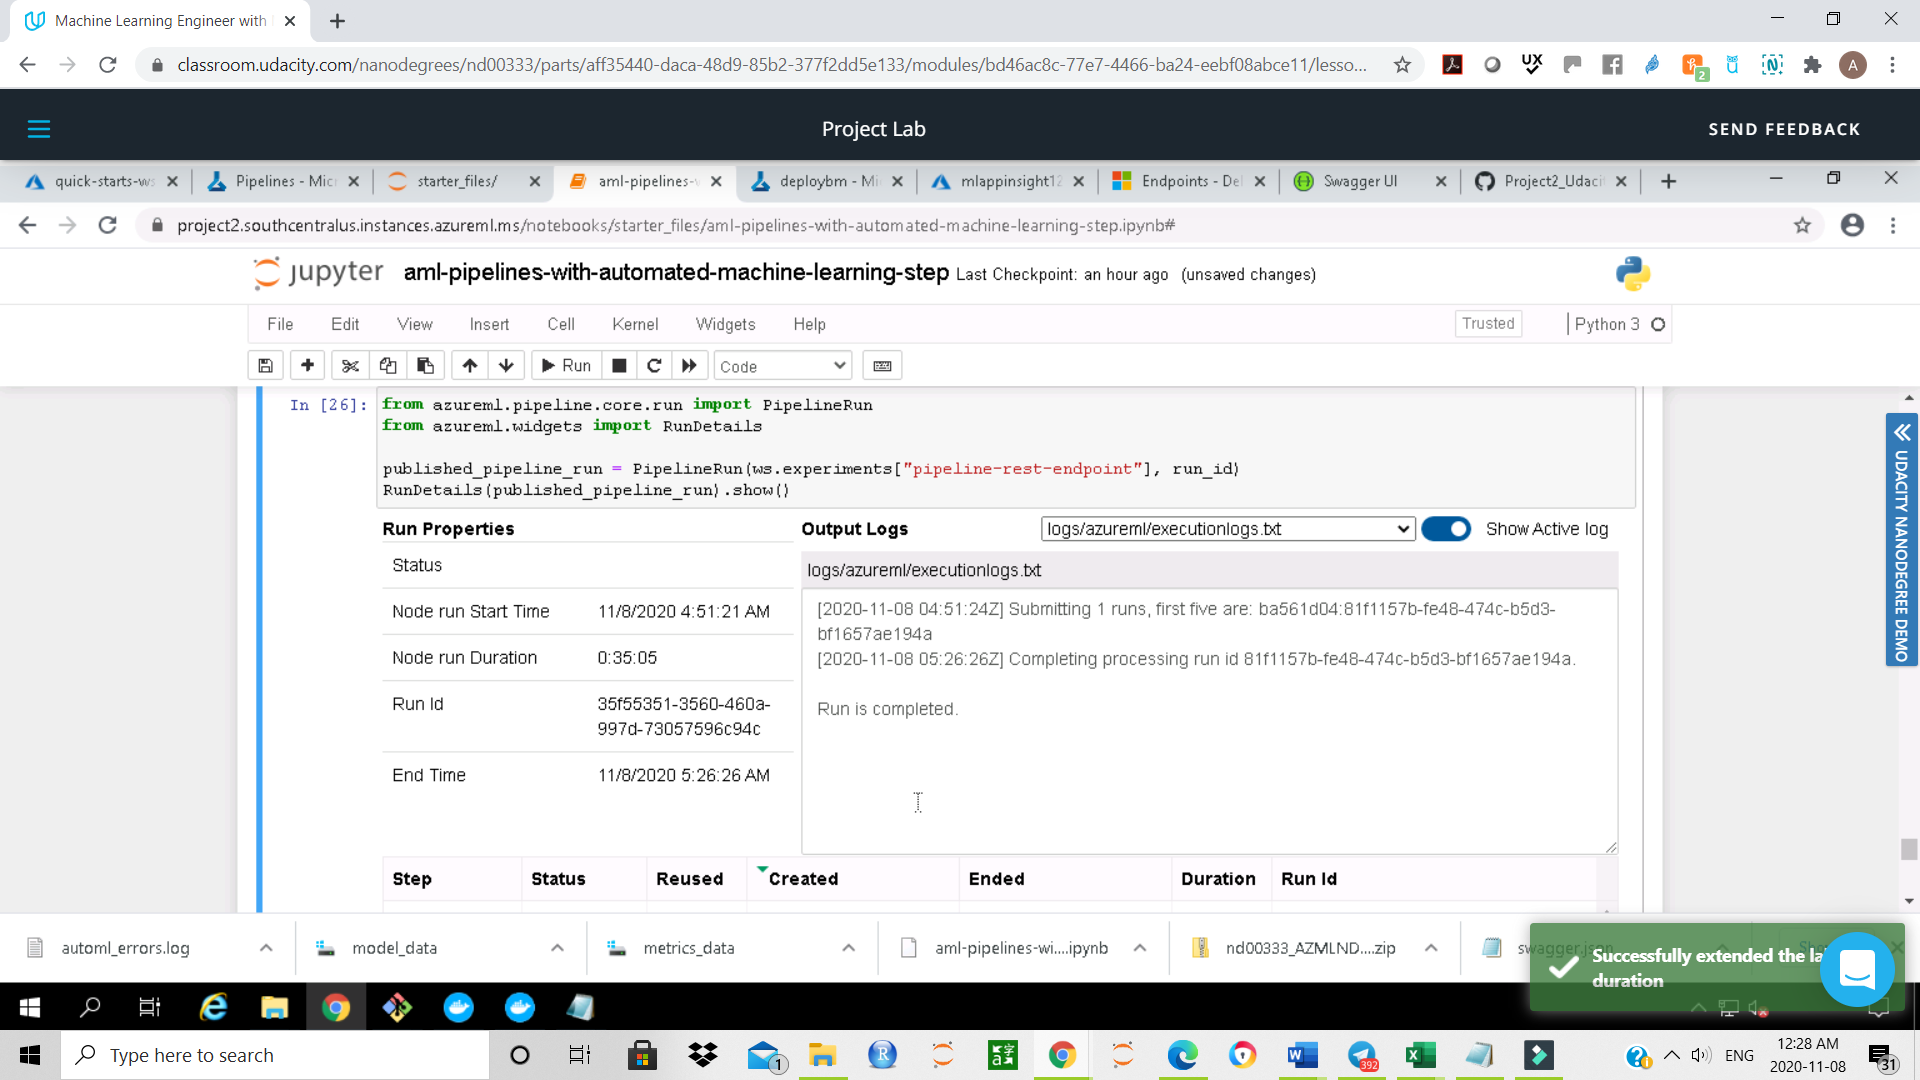 Machine Learning Engineer with
classroom.udacity.com/nanodegrees/nd00333/parts/aff35440-daca-48d9-85b2-377f2dd5e133/modules/bd46ac8c-77e7-4466-ba24-eebf08abce11/lesso...
UX
2
A
Project Lab
SEND FEEDBACK
quick-starts-ws
Pipelines - Mic
starter_files/
aml-pipelines-w
deploybm - Mi
mlappinsight12
Endpoints - De
Swagger UI
Project2_Udaci
project2.southcentralus.instances.azureml.ms/notebooks/starter_files/aml-pipelines-with-automated-machine-learning-step.ipynb#
jupyter aml-pipelines-with-automated-machine-learning-step Last Checkpoint: an hour ago (unsaved changes)
File Edit View Insert Cell Kernel Widgets Help
Trusted
Python 3
Run
Code
In [26]:
from azureml.pipeline.core.run import PipelineRun
from azureml.widgets import RunDetails
published_pipeline_run = PipelineRun(ws.experiments["pipeline-rest-endpoint"], run_id)
RunDetails(published_pipeline_run).show()
Run Properties
Status
Node run Start Time 11/8/2020 4:51:21 AM
Node run Duration 0:35:05
Run Id 35f55351-3560-460a-
997d-73057596c94c
End Time 11/8/2020 5:26:26 AM
Output Logs
logs/azureml/executionlogs.txt
Show Active log
logs/azureml/executionlogs.txt
[2020-11-08 04:51:24Z] Submitting 1 runs, first five are: ba561d04:81f1157b-fe48-474c-b5d3-
bf1657ae194a
[2020-11-08 05:26:26Z] Completing processing run id 81f1157b-fe48-474c-b5d3-bf1657ae194a.
Run is completed.
Step Status Reused Created Ended Duration Run Id
UDACITY NANODEGREE DEMO
automl_errors.log
model_data
metrics_data
aml-pipelines-wi....ipynb
nd00333_AZMLND....zip
swagger.json
Successfully extended the la
duration
Type here to search
1
392
ENG
12:28 AM
2020-11-08
31